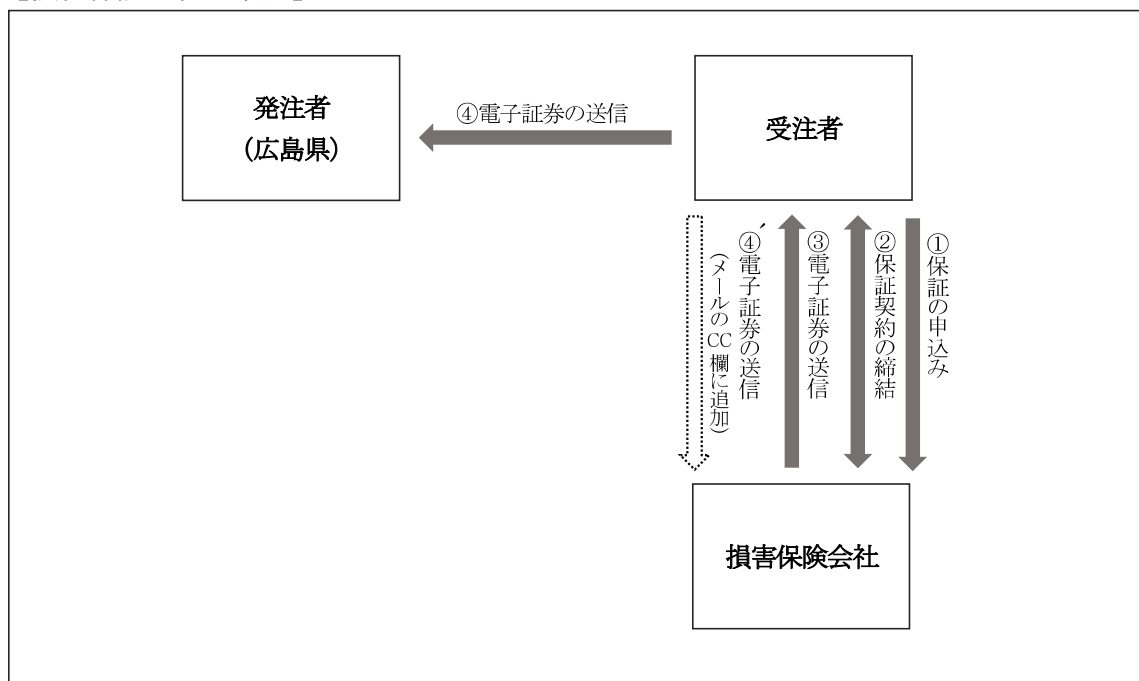 発注者
（広島県）
④電子証券の送信
受注者
①保証の申込み
②保証契約の締結
③電子証券の送信
④´電子証券の送信
（メールのCC欄に追加）
損害保険会社